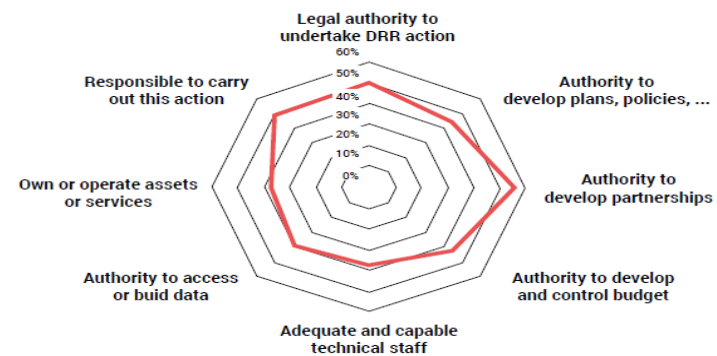 Legal authority to
undertake DRR action
60%
50%
40%
30%
20%
10%
0%
Authority to
develop plans, policies, ...
Authority to
develop partnerships
Authority to develop
and control budget
Adequate and capable
technical staff
Authority to access
or buid data
Own or operate assets
or services
Responsible to carry
out this action